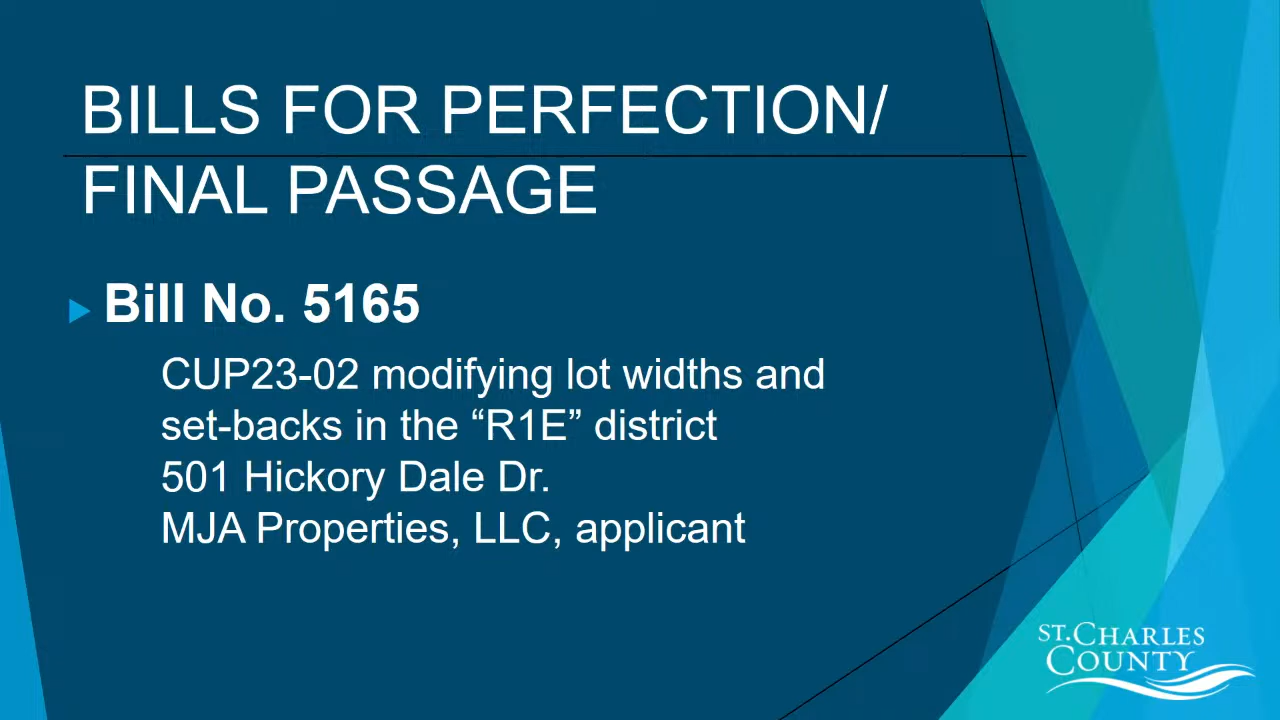 BILLS FOR PERFECTION/
FINAL PASSAGE
Bill No. 5165
CUP23-02 modifying lot widths and
set-backs in the “R1E” district
501 Hickory Dale Dr.
MJA Properties, LLC, applicant
ST. CHARLES
COUNTY